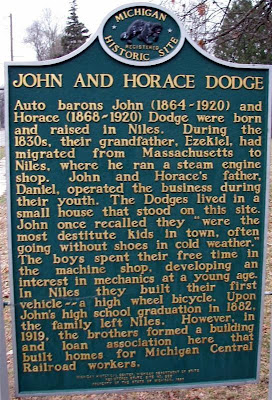 MICHIGAN
HISTORIC SITE
REGISTERED
JOHN AND HORACE DODGE
Auto barons John (1864-1920) and
Horace (1868-1920) Dodge were born
and raised in Niles. During the
1830s, their grandfather, Ezekiel, had
migrated from Massachusetts to
Niles, where he ran a steam engine
shop. John and Horace's father,
Daniel, operated the business during
their youth. The Dodges lived in a
small house that stood on this site.
John once recalled they "were the
most destitute kids in town, often
going without shoes in cold weather."
The boys spent their free time in
the machine shop, developing an
interest in mechanics at a young age.
In Niles they built their first
vehicle--a high wheel bicycle. Upon
John's high school graduation in 1882,
the family left Niles. However, in
1919, the brothers formed a building
and loan association here that
built homes for Michigan Central
Railroad workers.